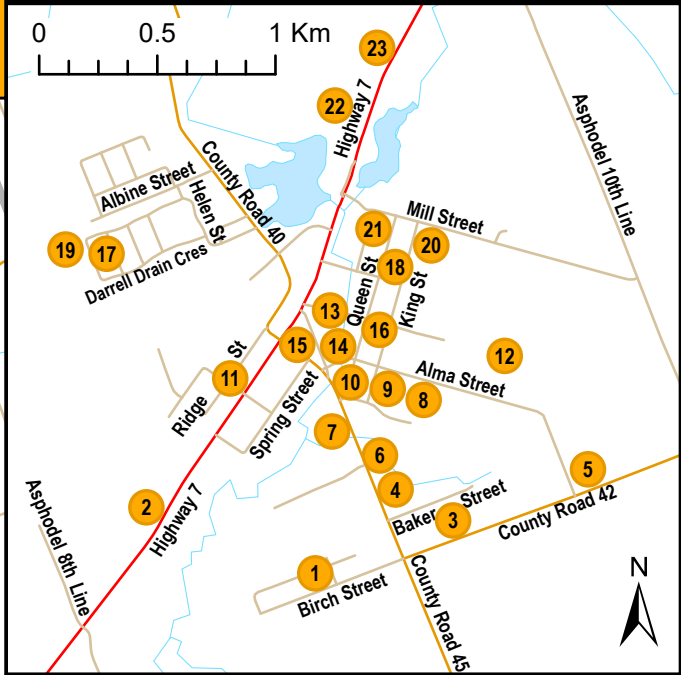 0 0.5 1 Km
23
Highway 7
22
Asphodel 10th Line
County Road 40
Albine Street
Helen St
Mill Street
21
20
19
17
Darrell Drain Cres
18
Queen St
King St
13
16
15
14
12
Ridge St
11
Spring Street
10
9
8
Alma Street
7
6
5
4
Baker Street
3
County Road 42
2
Highway 7
Asphodel 8th Line
1
Birch Street
County Road 45
N